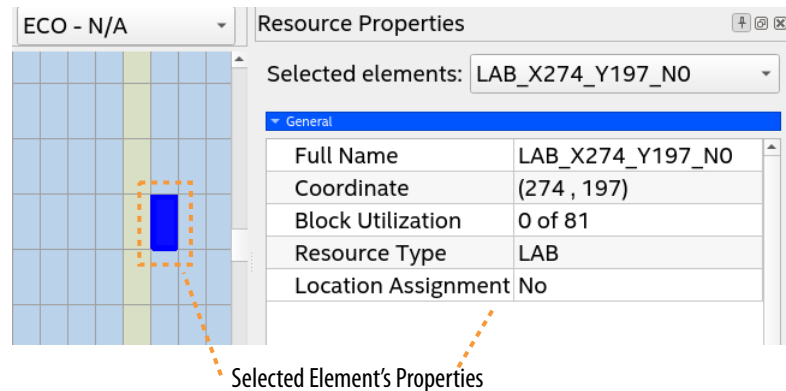 ECO - N/A
Resource Properties
Selected elements: LAB_X274_Y197_N0
General
Full Name LAB_X274_Y197_N0
Coordinate (274 , 197)
Block Utilization 0 of 81
Resource Type LAB
Location Assignment No
Selected Element's Properties